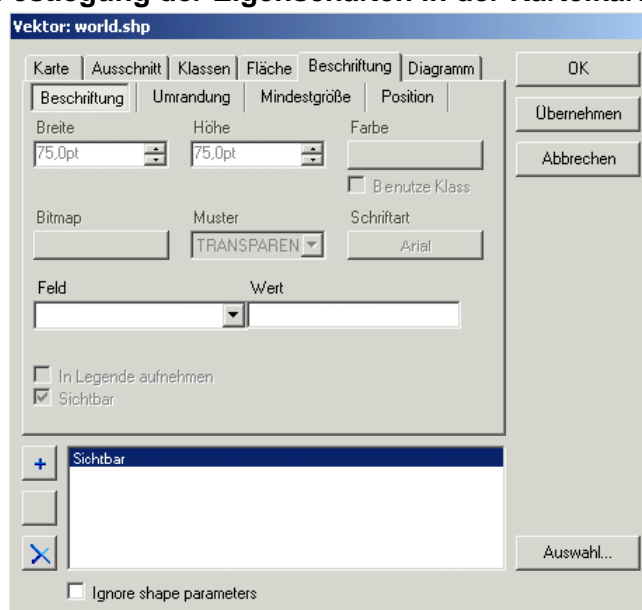 Vektor: world.shp
Karte Ausschnitt Klassen Fläche Beschriftung Diagramm OK
Beschriftung Umrandung Mindestgröße Position
Übernehmen
Breite Höhe Farbe
75,0pt 75,0pt Abbrechen
Benutze Klass
Bitmap Muster Schriftart
TRANSPAREN Arial
Feld Wert
In Legende aufnehmen
Sichtbar
+ Sichtbar
Auswahl...
Ignore shape parameters